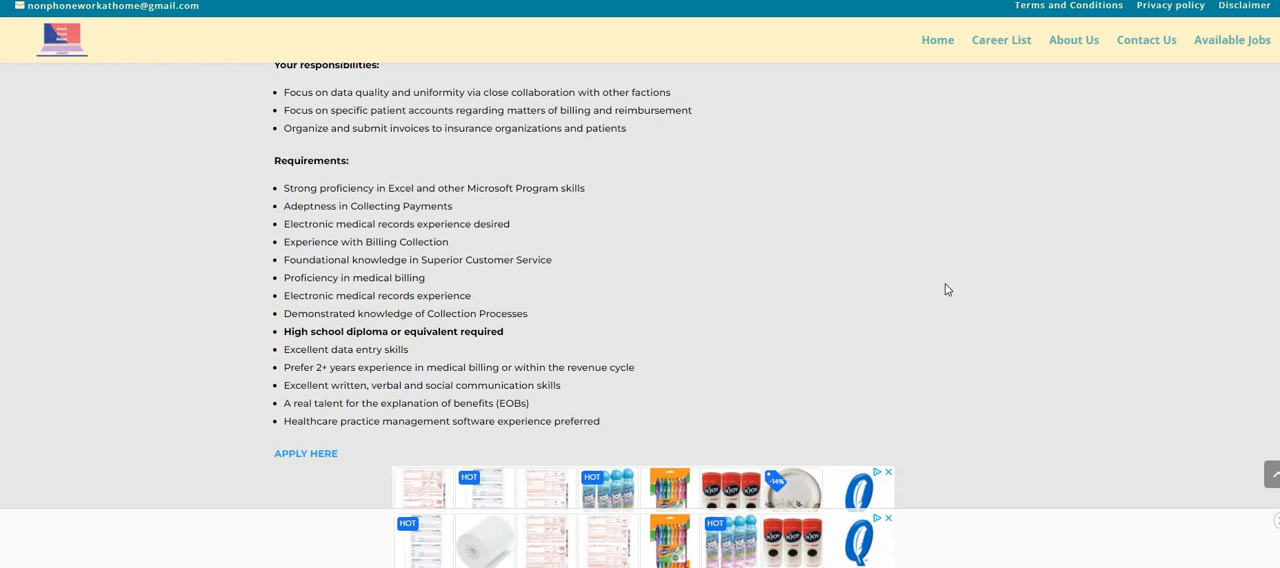 nonphoneworkathome@gmail.com
Terms and Conditions Privacy policy Disclaimer
Home Career List About Us Contact Us Available Jobs
Your responsibilities:
• Focus on data quality and uniformity via close collaboration with other factions
• Focus on specific patient accounts regarding matters of billing and reimbursement
• Organize and submit invoices to insurance organizations and patients
Requirements:
• Strong proficiency in Excel and other Microsoft Program skills
• Adeptness in Collecting Payments
• Electronic medical records experience desired
• Experience with Billing Collection
• Foundational knowledge in Superior Customer Service
• Proficiency in medical billing
• Electronic medical records experience
• Demonstrated knowledge of Collection Processes
• High school diploma or equivalent required
• Excellent data entry skills
• Prefer 2+ years experience in medical billing or within the revenue cycle
• Excellent written, verbal and social communication skills
• A real talent for the explanation of benefits (EOBs)
• Healthcare practice management software experience preferred
APPLY HERE
HOT HOT -14%
HOT HOT